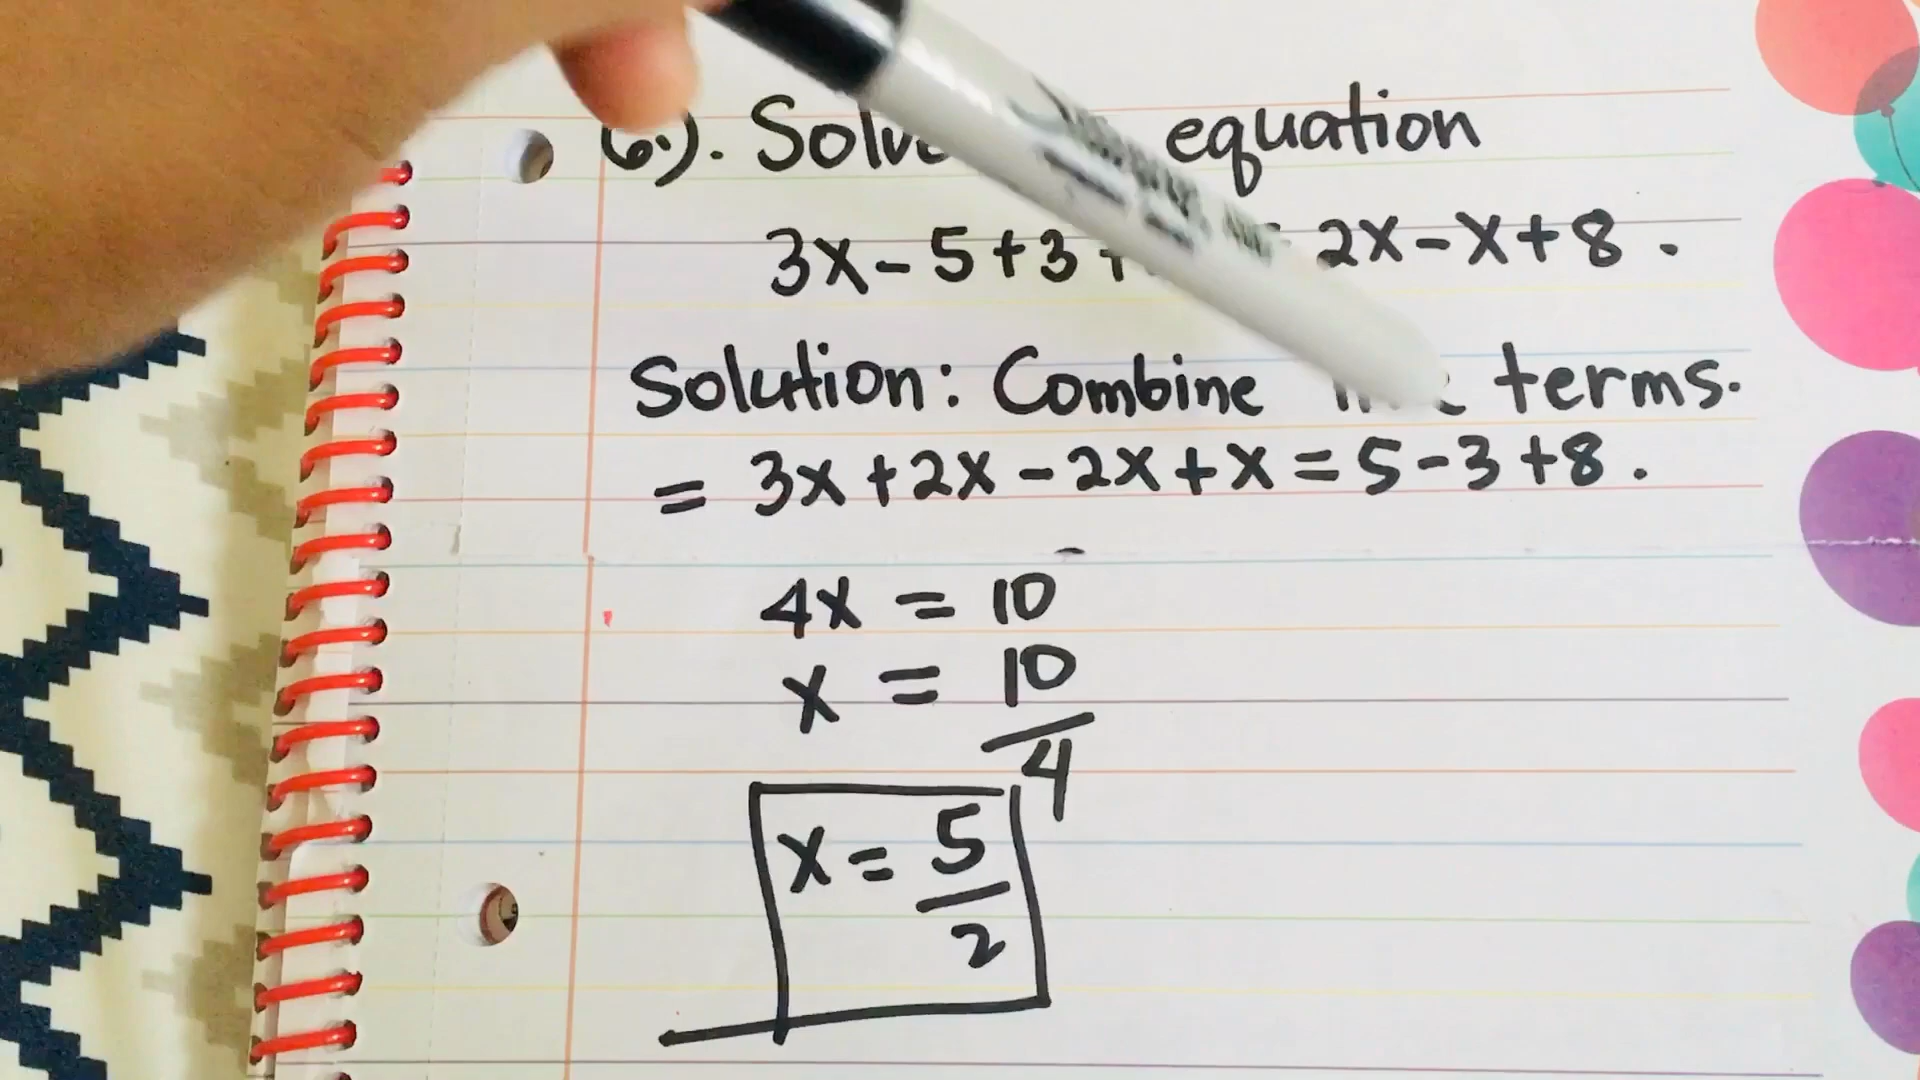 6.). Solve equation
3x - 5 + 3 + = 2x - x + 8 .
Solution: Combine terms.
= 3x + 2x - 2x + x = 5 - 3 + 8 .
4x = 10
x = 10
4
x = 5
2